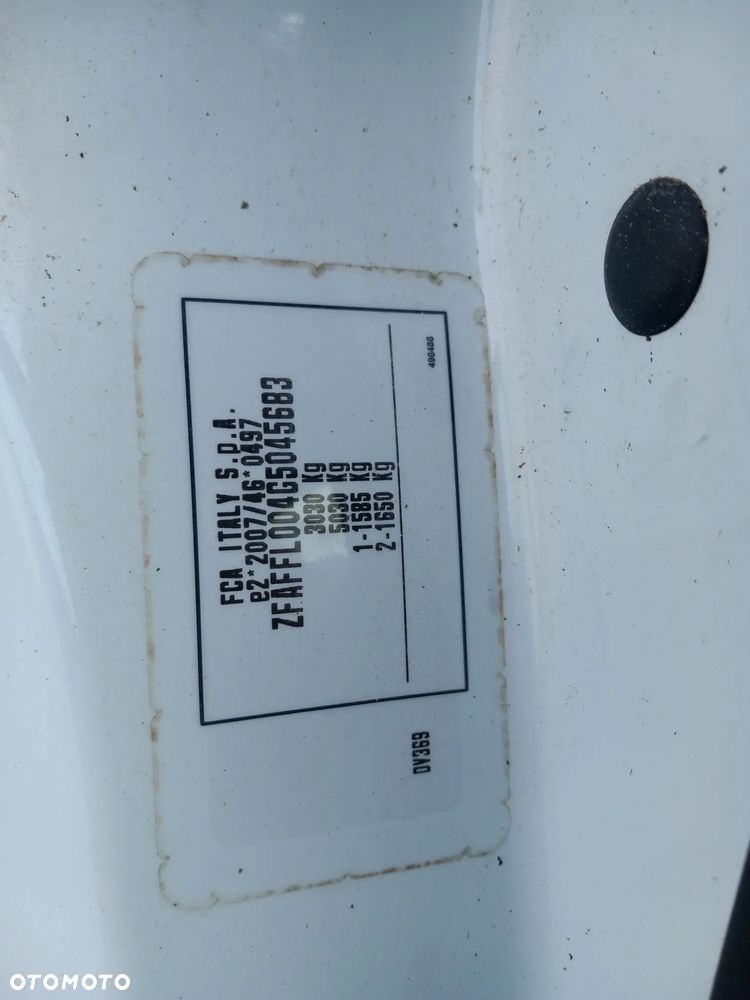 FCA ITALY S.p.A.
e2*2007/46*0497
ZFAFFL004G5045683
3030 Kg
5030 Kg
1-1585 Kg
2-1650 Kg
496486
DV369
OTOMOTO